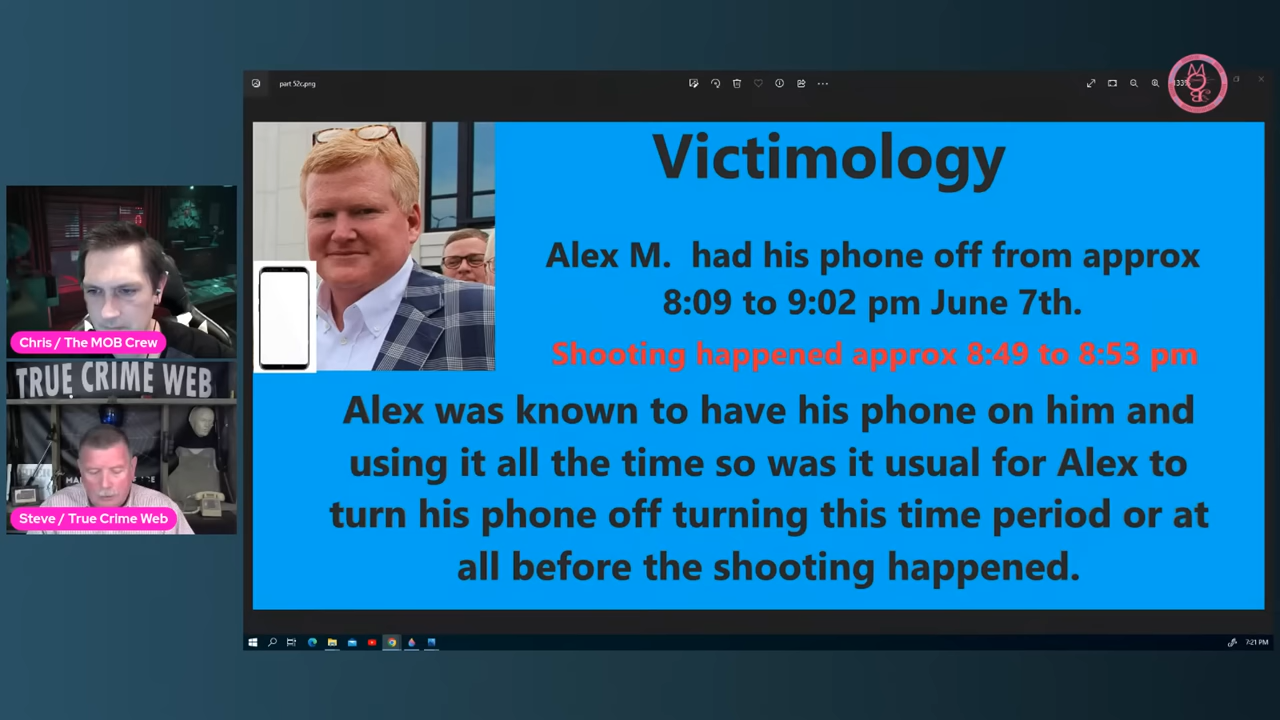 part 52c.png
133%
Victimology
Alex M. had his phone off from approx
8:09 to 9:02 pm June 7th.
Shooting happened approx 8:49 to 8:53 pm
Alex was known to have his phone on him and
using it all the time so was it usual for Alex to
turn his phone off turning this time period or at
all before the shooting happened.
Chris / The MOB Crew
TRUE CRIME WEB
Steve / True Crime Web
7:21 PM